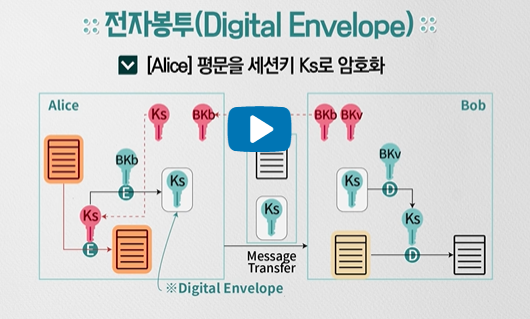 전자봉투(Digital Envelope)
[Alice] 평문을 세션키 Ks로 암호화
Alice
Bob
Ks
BKb
BKb
BKv
BKb
Ks
BKv
Ks
E
Ks
Ks
D
Ks
E
D
Message
Transfer
※Digital Envelope